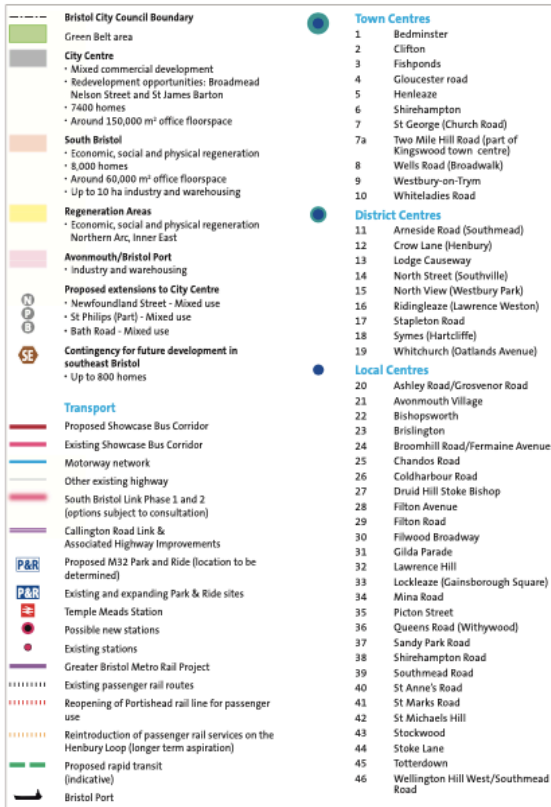 Bristol City Council Boundary
Green Belt area
City Centre
• Mixed commercial development
• Redevelopment opportunities: Broadmead
Nelson Street and St James Barton
• 7400 homes
• Around 150,000 m² office floorspace
South Bristol
• Economic, social and physical regeneration
• 8,000 homes
• Around 60,000 m² office floorspace
• Up to 10 ha industry and warehousing
Regeneration Areas
• Economic, social and physical regeneration
Northern Arc, Inner East
Avonmouth/Bristol Port
• Industry and warehousing
Proposed extensions to City Centre
N • Newfoundland Street - Mixed use
P • St Philips (Part) - Mixed use
B • Bath Road - Mixed use
SE Contingency for future development in
southeast Bristol
• Up to 800 homes
Transport
Proposed Showcase Bus Corridor
Existing Showcase Bus Corridor
Motorway network
Other existing highway
South Bristol Link Phase 1 and 2
(options subject to consultation)
Callington Road Link &
Associated Highway Improvements
P&R Proposed M32 Park and Ride (location to be
determined)
P&R Existing and expanding Park & Ride sites
Temple Meads Station
Possible new stations
Existing stations
Greater Bristol Metro Rail Project
Existing passenger rail routes
Reopening of Portishead rail line for passenger
use
Reintroduction of passenger rail services on the
Henbury Loop (longer term aspiration)
Proposed rapid transit
(indicative)
Bristol Port
Town Centres
1 Bedminster
2 Clifton
3 Fishponds
4 Gloucester road
5 Henleaze
6 Shirehampton
7 St George (Church Road)
7a Two Mile Hill Road (part of
Kingswood town centre)
8 Wells Road (Broadwalk)
9 Westbury-on-Trym
10 Whiteladies Road
District Centres
11 Arneside Road (Southmead)
12 Crow Lane (Henbury)
13 Lodge Causeway
14 North Street (Southville)
15 North View (Westbury Park)
16 Ridingleaze (Lawrence Weston)
17 Stapleton Road
18 Symes (Hartcliffe)
19 Whitchurch (Oatlands Avenue)
Local Centres
20 Ashley Road/Grosvenor Road
21 Avonmouth Village
22 Bishopsworth
23 Brislington
24 Broomhill Road/Fermaine Avenue
25 Chandos Road
26 Coldharbour Road
27 Druid Hill Stoke Bishop
28 Filton Avenue
29 Filton Road
30 Filwood Broadway
31 Gilda Parade
32 Lawrence Hill
33 Lockleaze (Gainsborough Square)
34 Mina Road
35 Picton Street
36 Queens Road (Withywood)
37 Sandy Park Road
38 Shirehampton Road
39 Southmead Road
40 St Anne's Road
41 St Marks Road
42 St Michaels Hill
43 Stockwood
44 Stoke Lane
45 Totterdown
46 Wellington Hill West/Southmead
Road